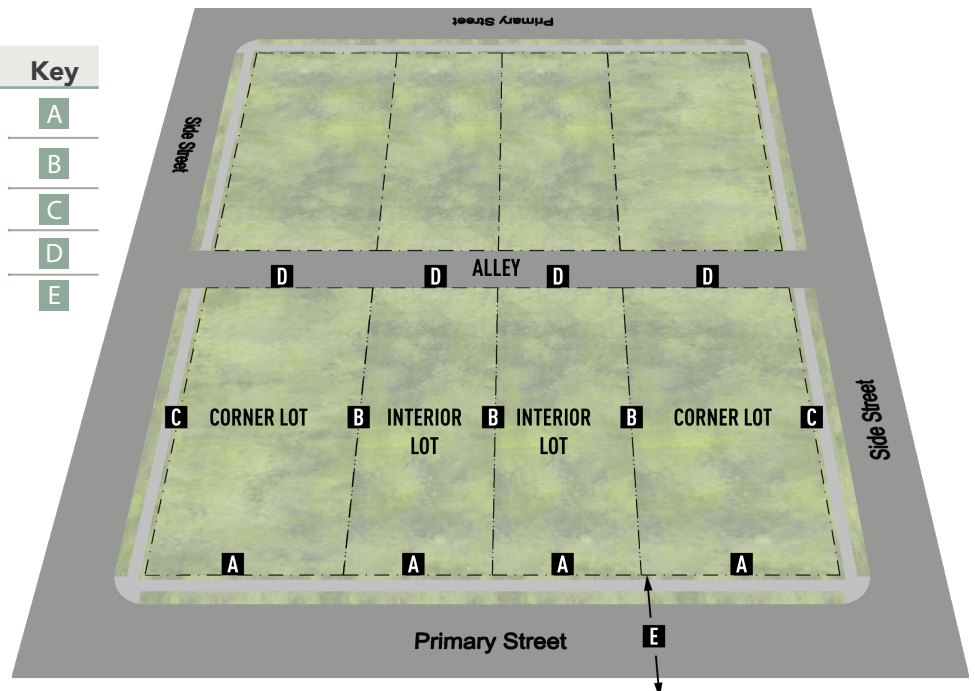 Primary Street
Key
A
B
C
D
E
Side Street
ALLEY
D
D
D
D
C
CORNER LOT
B
INTERIOR
LOT
B
INTERIOR
LOT
B
CORNER LOT
C
Side Street
A
A
A
A
Primary Street
E